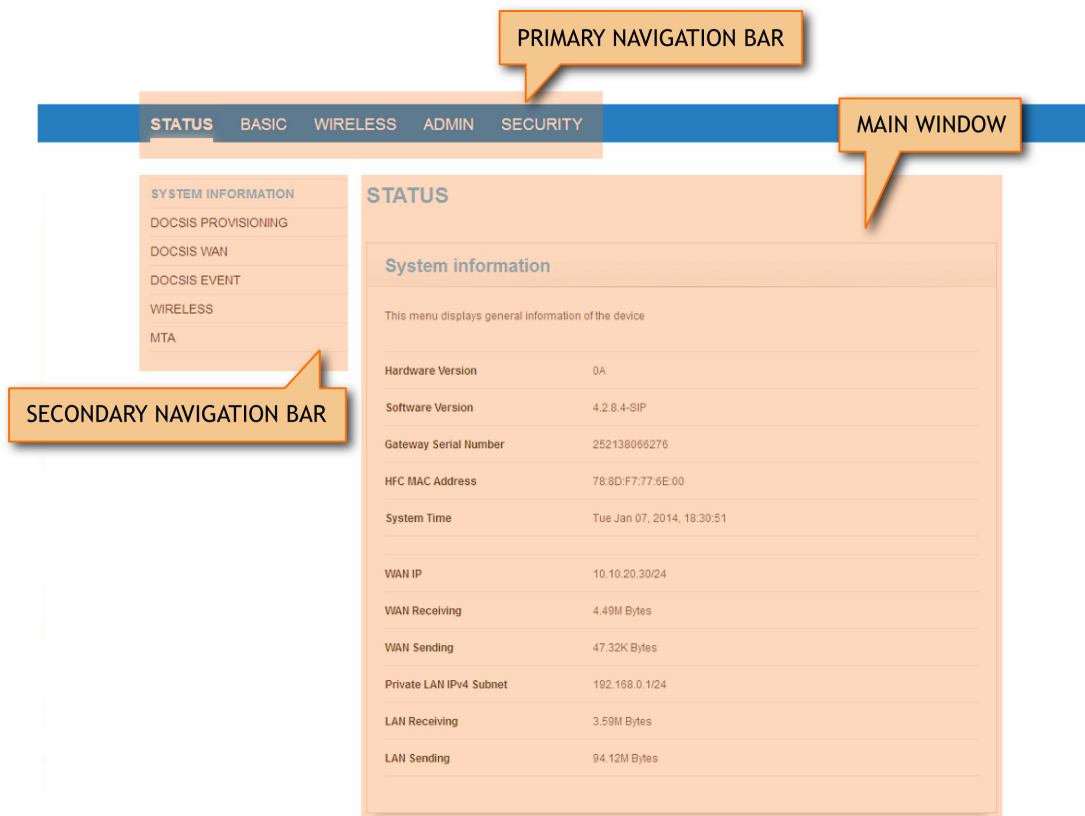 PRIMARY NAVIGATION BAR
STATUS BASIC WIRELESS ADMIN SECURITY
MAIN WINDOW
SYSTEM INFORMATION
DOCSIS PROVISIONING
DOCSIS WAN
DOCSIS EVENT
WIRELESS
MTA
SECONDARY NAVIGATION BAR
STATUS
System information
This menu displays general information of the device
Hardware Version 0A
Software Version 4.2.8.4-SIP
Gateway Serial Number 252138066276
HFC MAC Address 78:8D:F7:77:6E:00
System Time Tue Jan 07, 2014, 18:30:51
WAN IP 10.10.20.30/24
WAN Receiving 4.49M Bytes
WAN Sending 47.32K Bytes
Private LAN IPv4 Subnet 192.168.0.1/24
LAN Receiving 3.59M Bytes
LAN Sending 94.12M Bytes